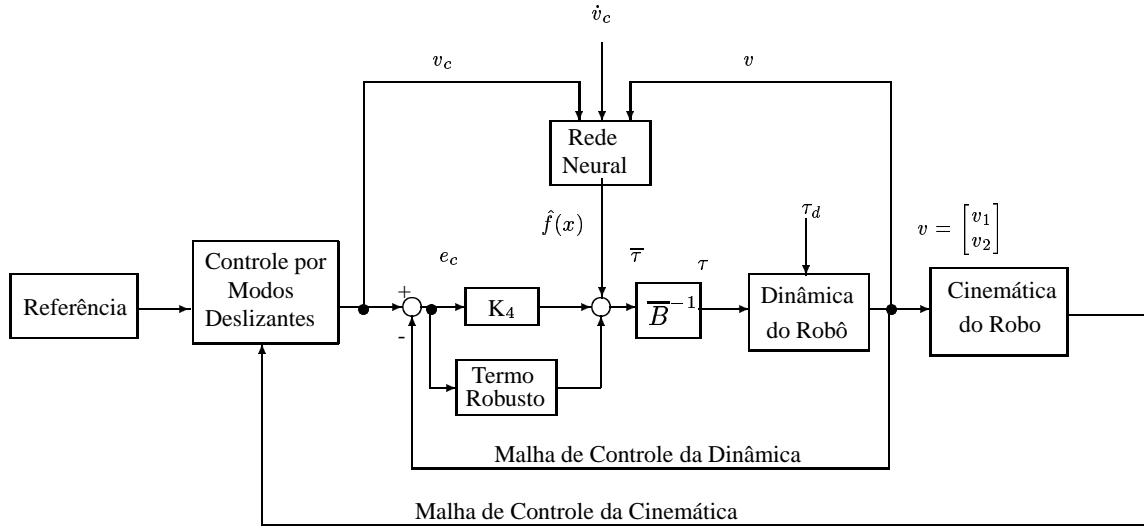 v̇_c
v_c
v
Rede
Neural
f̂(x)
τ_d
v = [v_1
v_2]
e_c
τ̅
τ
Referência
Controle por
Modos
Deslizantes
+
-
K_4
B̅^{-1}
Dinâmica
do Robô
Cinemática
do Robo
Termo
Robusto
Malha de Controle da Dinâmica
Malha de Controle da Cinemática